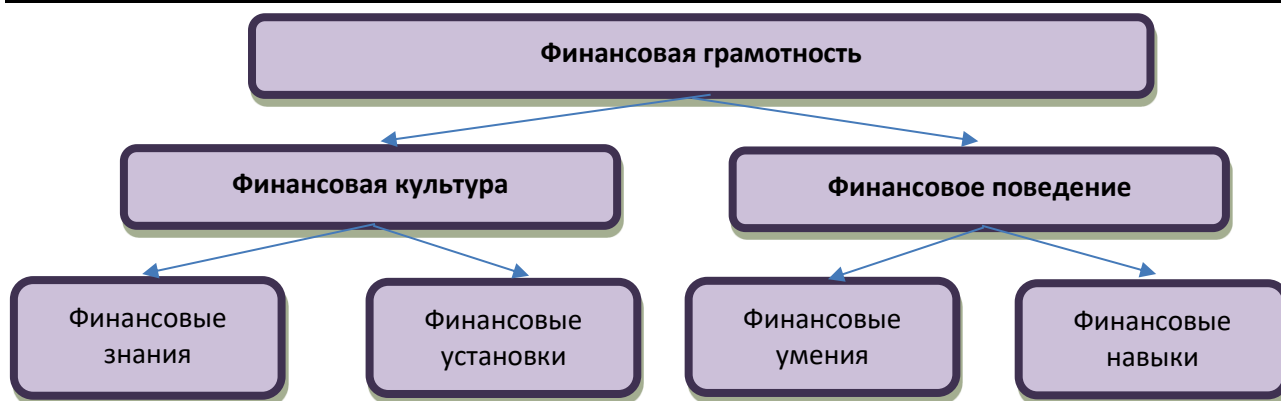 Финансовая грамотность
Финансовая культура
Финансовое поведение
Финансовые
знания
Финансовые
установки
Финансовые
умения
Финансовые
навыки